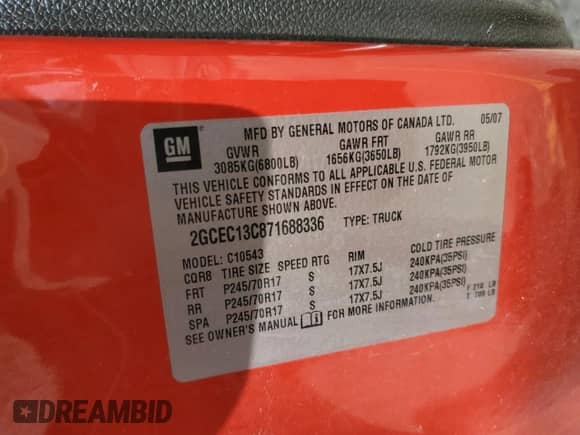 GM
MFD BY GENERAL MOTORS OF CANADA LTD. 05/07
GVWR GAWR FRT GAWR RR
3085KG(6800LB) 1656KG(3650LB) 1792KG(3950LB)
THIS VEHICLE CONFORMS TO ALL APPLICABLE U.S. FEDERAL MOTOR
VEHICLE SAFETY STANDARDS IN EFFECT ON THE DATE OF
MANUFACTURE SHOWN ABOVE.
2GCEC13C871688336 TYPE: TRUCK
MODEL: C10543
CQR8 TIRE SIZE SPEED RTG RIM COLD TIRE PRESSURE
FRT P245/70R17 S 17X7.5J 240KPA(35PSI)
RR P245/70R17 S 17X7.5J 240KPA(35PSI)
SPA P245/70R17 S 17X7.5J 240KPA(35PSI)
SEE OWNER'S MANUAL FOR MORE INFORMATION.
DREAMBID